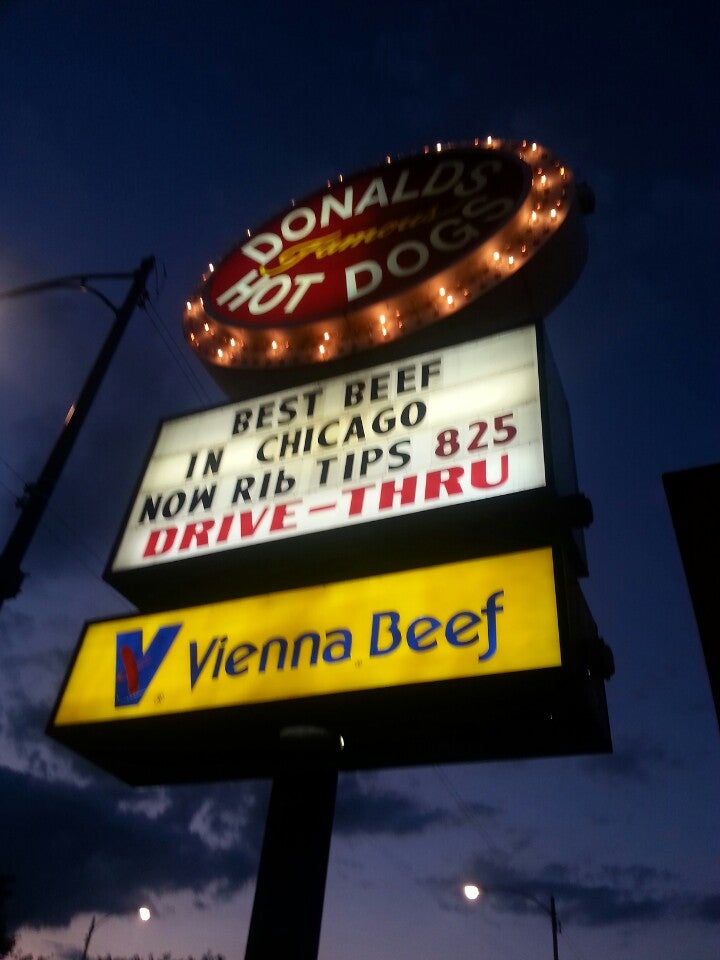 DONALDS
Famous
HOT DOGS
BEST BEEF
IN CHICAGO
NOW RIb TIPS 825
DRIVE-THRU
V Vienna Beef